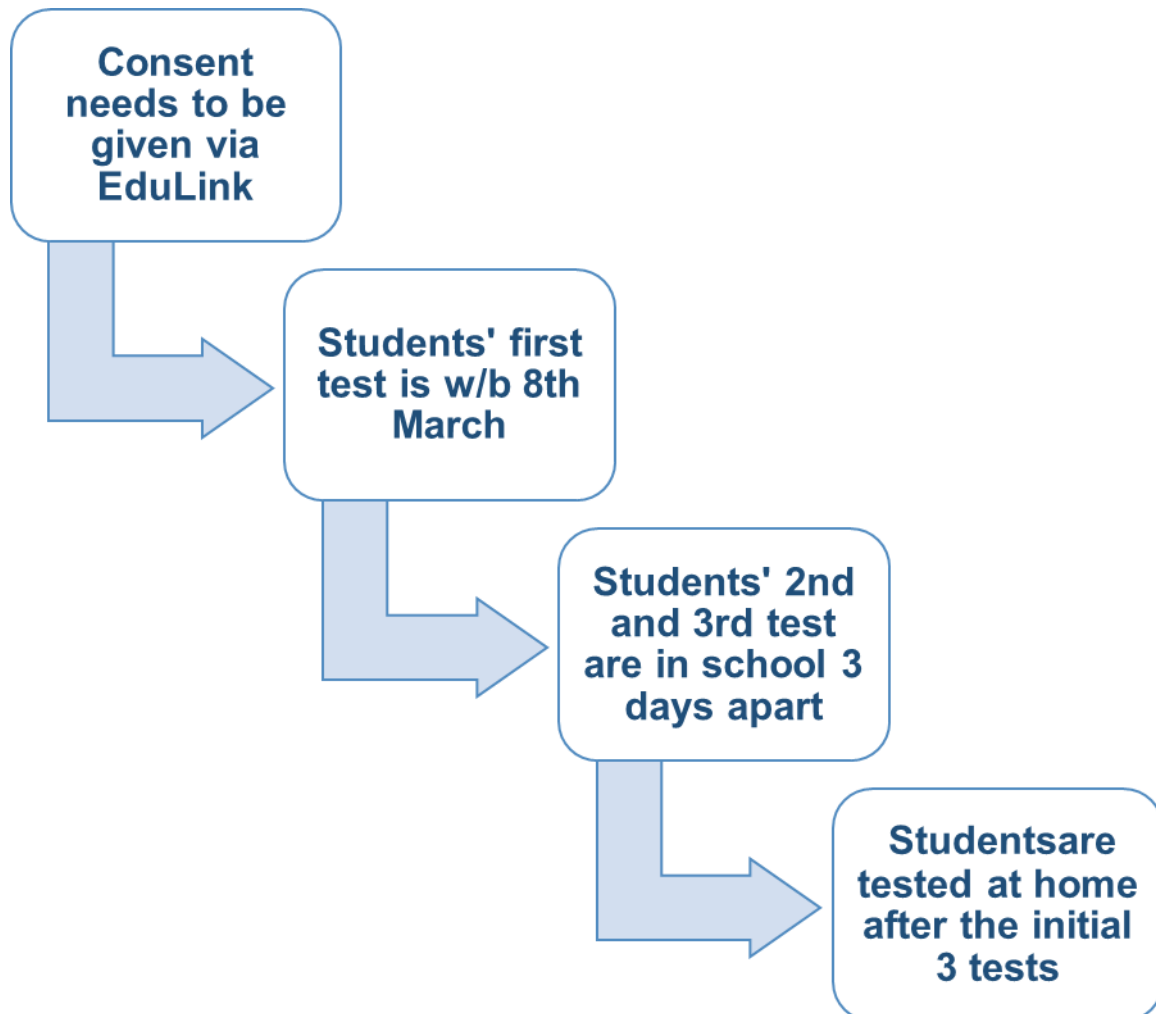 Consent
needs to be
given via
EduLink
Students' first
test is w/b 8th
March
Students' 2nd
and 3rd test
are in school 3
days apart
Studentsare
tested at home
after the initial
3 tests